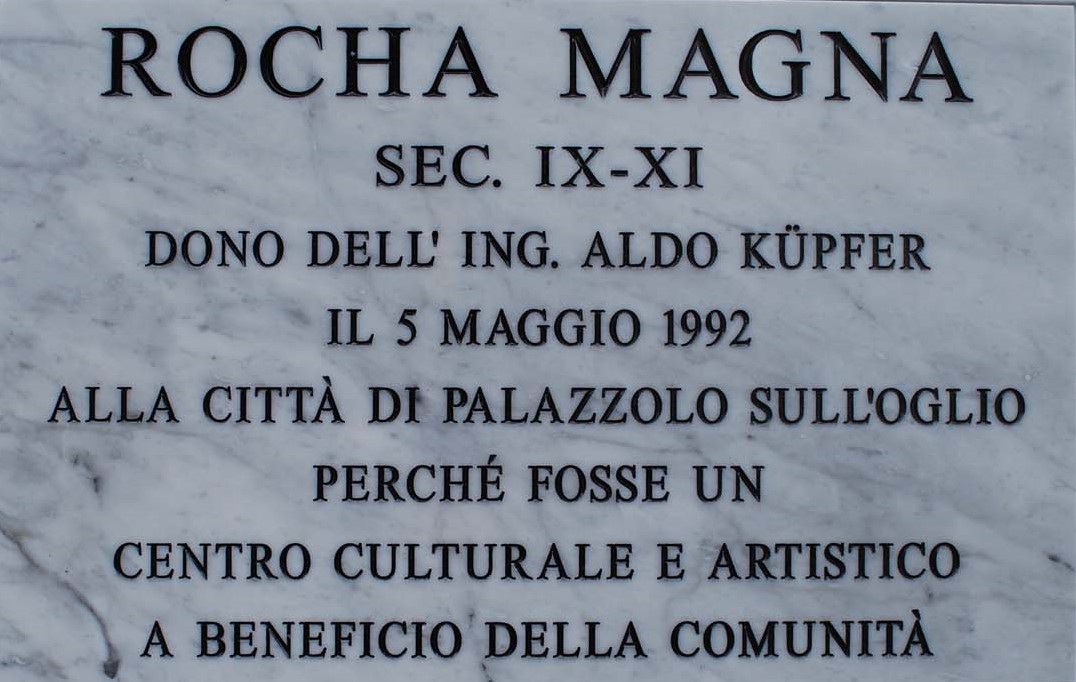 ROCHA MAGNA
SEC. IX-XI
DONO DELL' ING. ALDO KÜPFER
IL 5 MAGGIO 1992
ALLA CITTÀ DI PALAZZOLO SULL'OGLIO
PERCHÉ FOSSE UN
CENTRO CULTURALE E ARTISTICO
A BENEFICIO DELLA COMUNITÀ